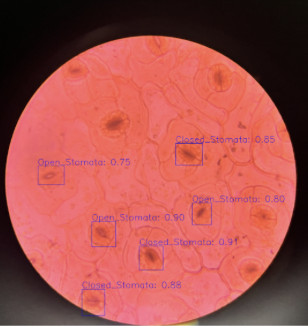 Closed_Stomata: 0.85
Open_Stomata: 0.75
Open_Stomata: 0.80
Open_Stomata: 0.90
Closed_Stomata: 0.91
Closed_Stomata: 0.88